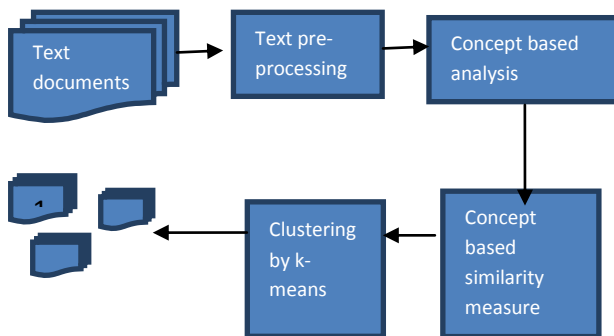 Text
documents
Text pre-
processing
Concept based
analysis
Concept
based
similarity
measure
Clustering
by k-
means